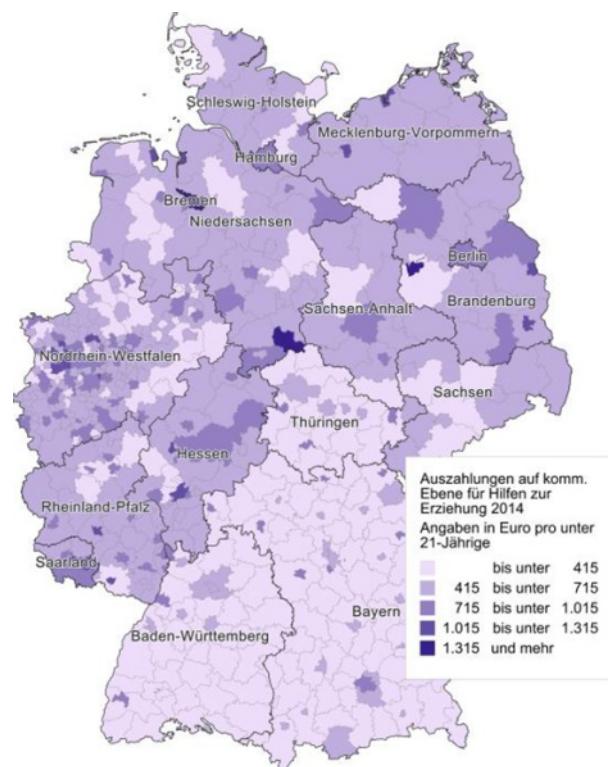 Schleswig-Holstein
Mecklenburg-Vorpommern
Hamburg
Bremen
Niedersachsen
Berlin
Sachsen-Anhalt
Brandenburg
Nordrhein-Westfalen
Sachsen
Thüringen
Hessen
Rheinland-Pfalz
Saarland
Bayern
Baden-Württemberg
Auszahlungen auf komm.
Ebene für Hilfen zur
Erziehung 2014
Angaben in Euro pro unter
21-Jährige
bis unter 415
415 bis unter 715
715 bis unter 1.015
1.015 bis unter 1.315
1.315 und mehr